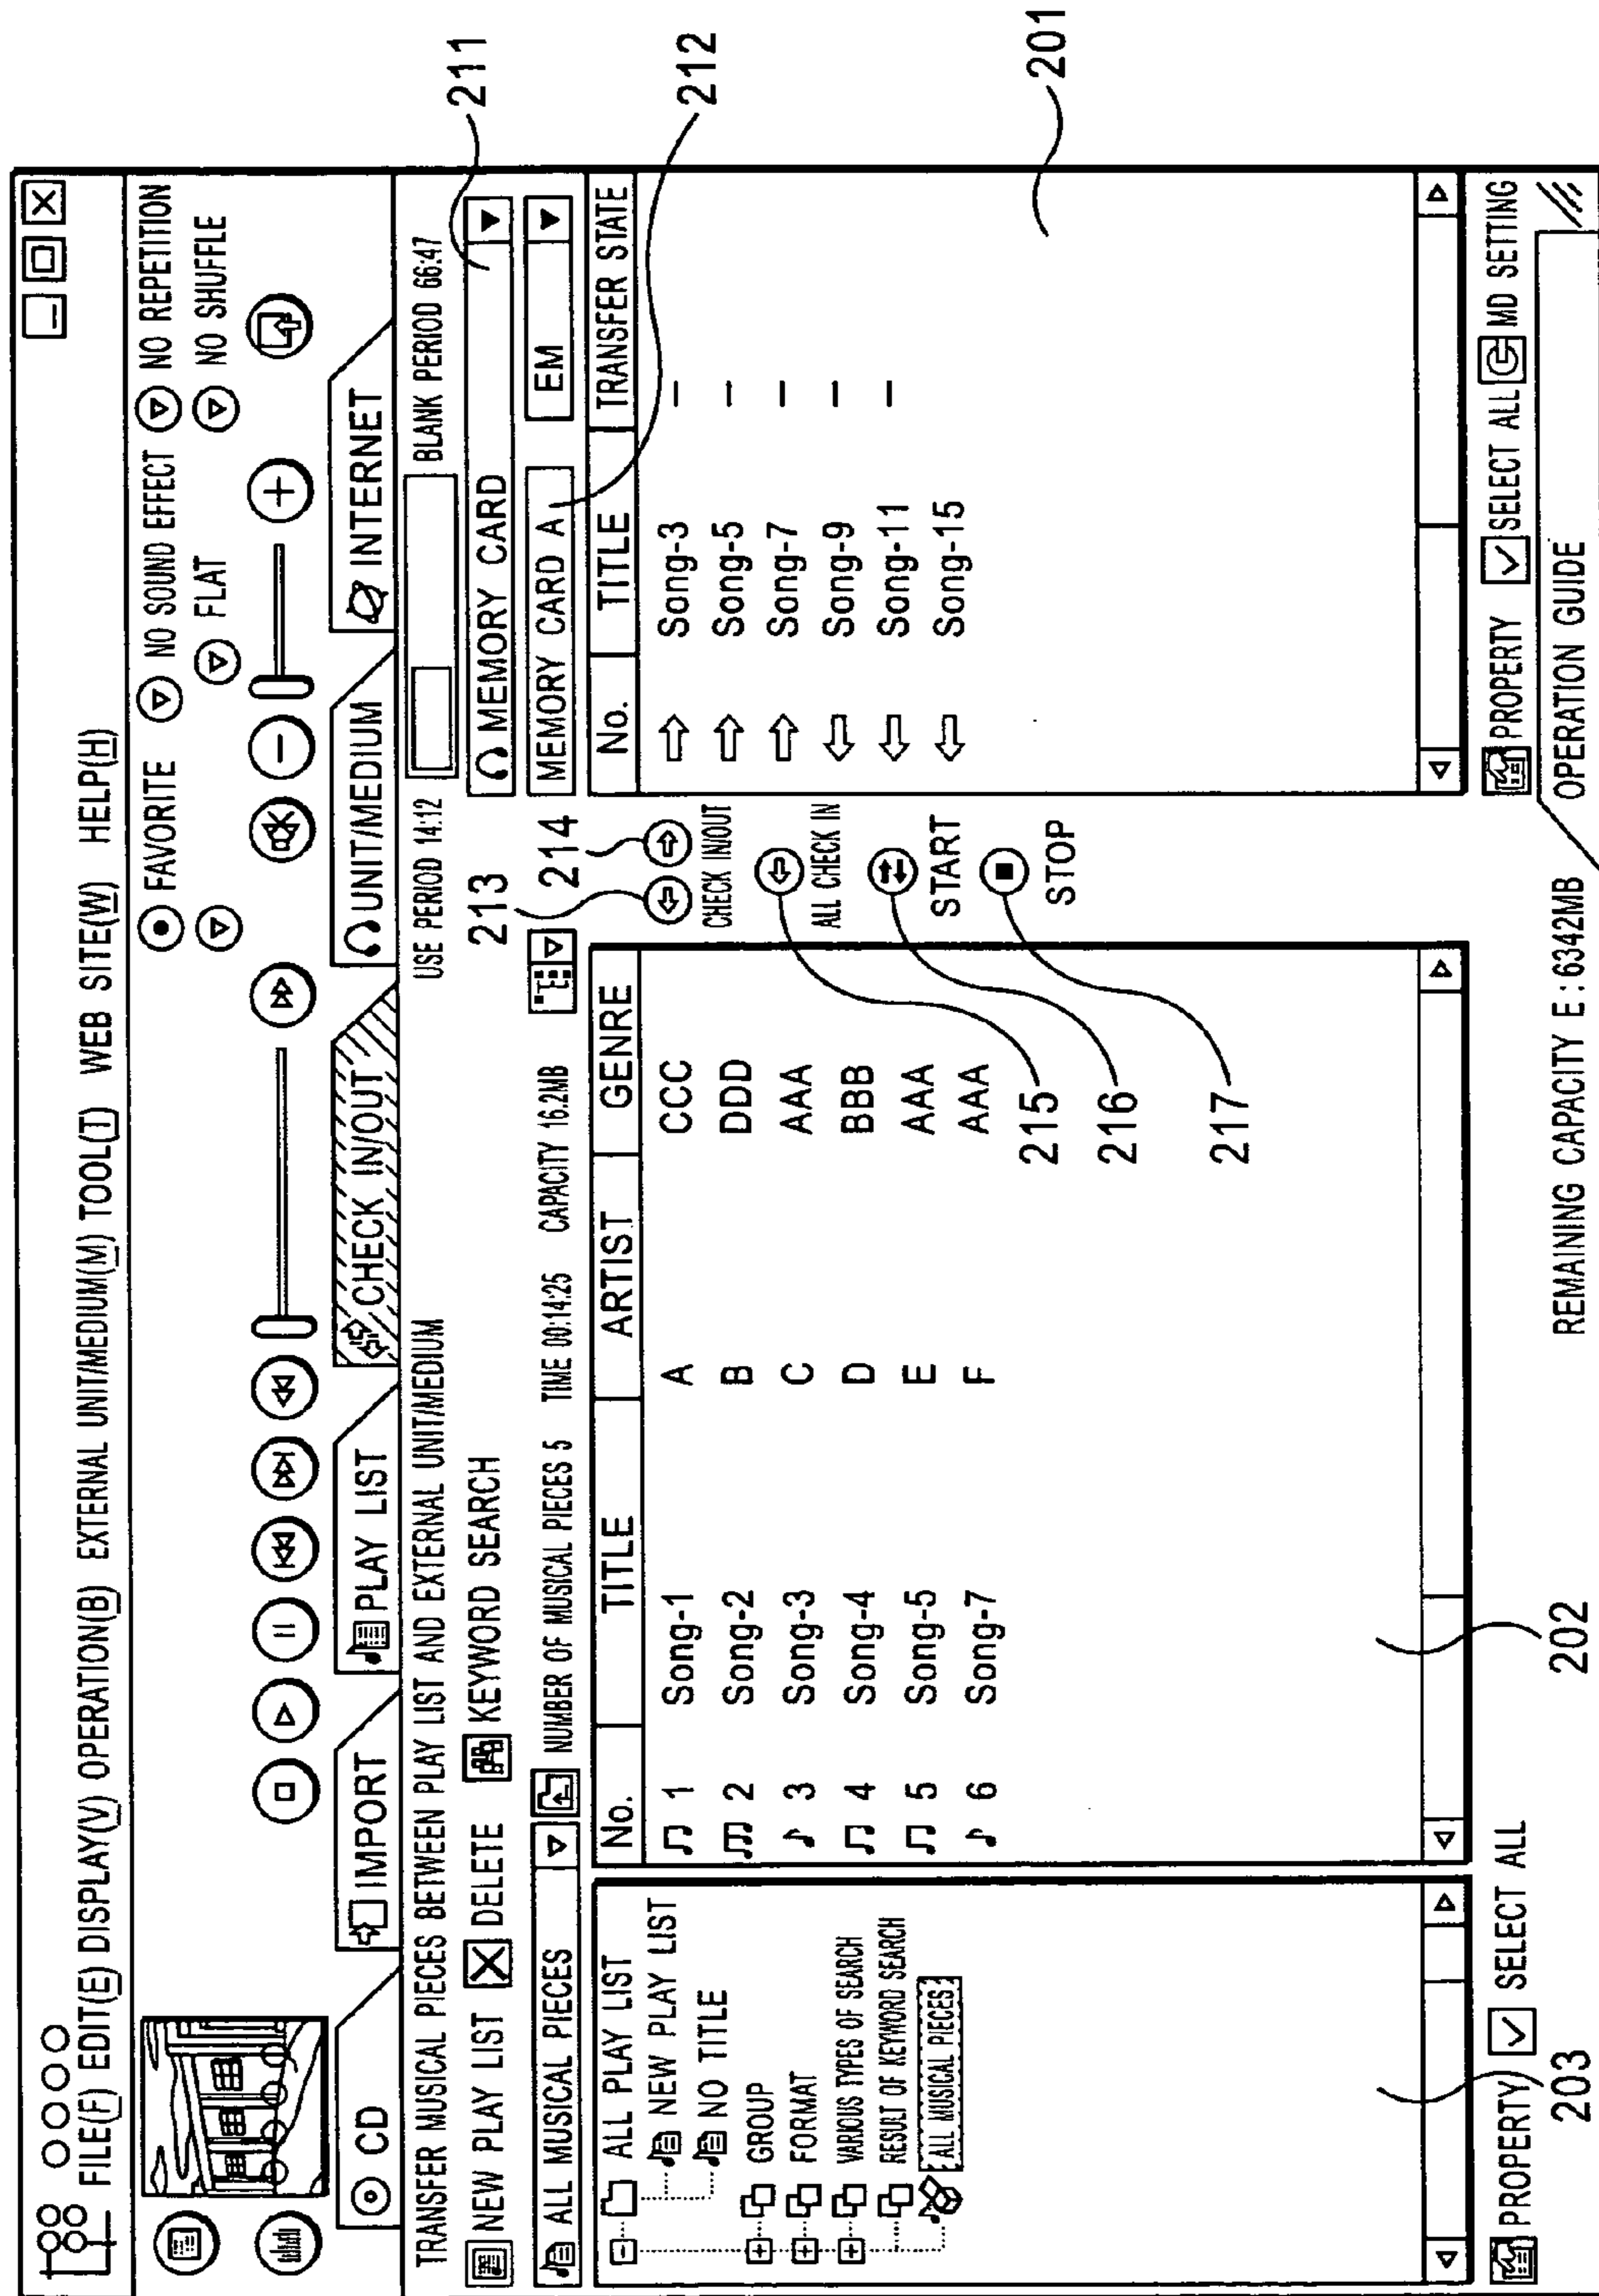 OOOO
FILE(F) EDIT(E) DISPLAY(V) OPERATION(B) EXTERNAL UNIT/MEDIUM(M) TOOL(T) WEB SITE(W) HELP(H)
FAVORITE NO SOUND EFFECT NO REPETITION
FLAT NO SHUFFLE
CD IMPORT PLAY LIST CHECK IN/OUT UNIT/MEDIUM INTERNET
TRANSFER MUSICAL PIECES BETWEEN PLAY LIST AND EXTERNAL UNIT/MEDIUM USE PERIOD 14:12 BLANK PERIOD 66:47
NEW PLAY LIST DELETE KEYWORD SEARCH MEMORY CARD 211
ALL MUSICAL PIECES NUMBER OF MUSICAL PIECES 5 TIME 00:14:25 CAPACITY 16.2MB MEMORY CARD A EM 212
ALL PLAY LIST
NEW PLAY LIST
NO TITLE
GROUP
FORMAT
VARIOUS TYPES OF SEARCH
RESULT OF KEYWORD SEARCH
ALL MUSICAL PIECES
No. TITLE ARTIST GENRE
1 Song-1 A CCC
2 Song-2 B DDD
3 Song-3 C AAA
4 Song-4 D BBB
5 Song-5 E AAA
6 Song-7 F AAA
213 214
CHECK IN/OUT
ALL CHECK IN
START
STOP
215
216
217
No. TITLE TRANSFER STATE
Song-3 –
Song-5 –
Song-7 –
Song-9 –
Song-11 –
Song-15
201
PROPERTY SELECT ALL PROPERTY SELECT ALL MD SETTING
203 202 REMAINING CAPACITY E:6342MB OPERATION GUIDE